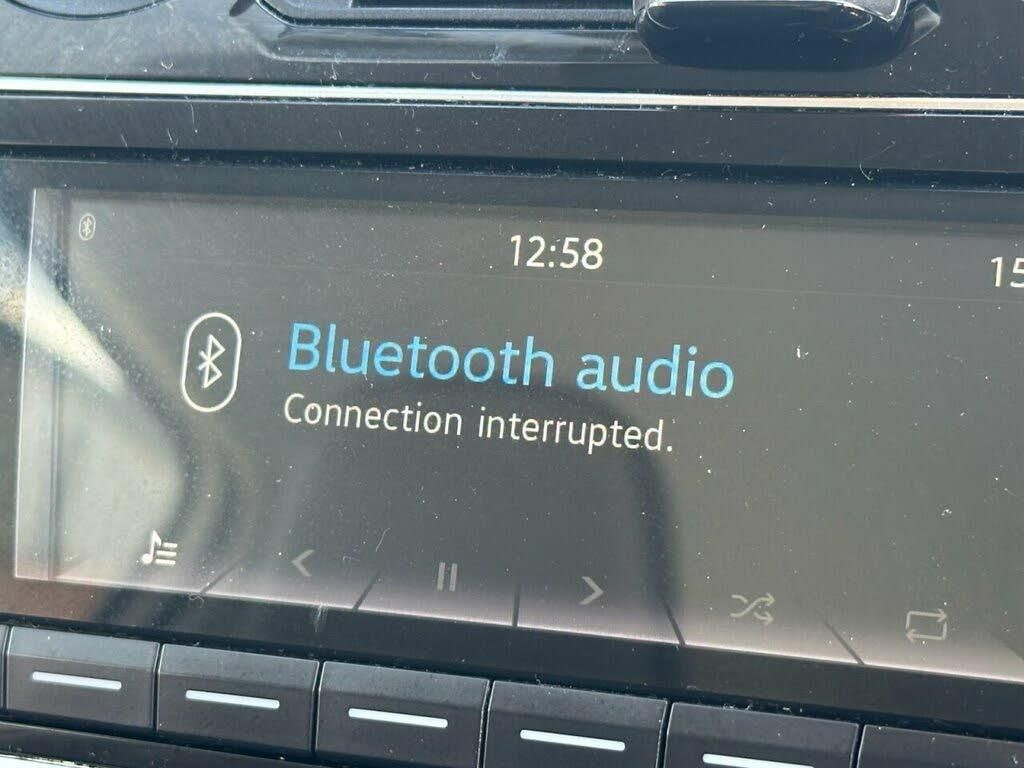 12:58
15
Bluetooth audio
Connection interrupted.